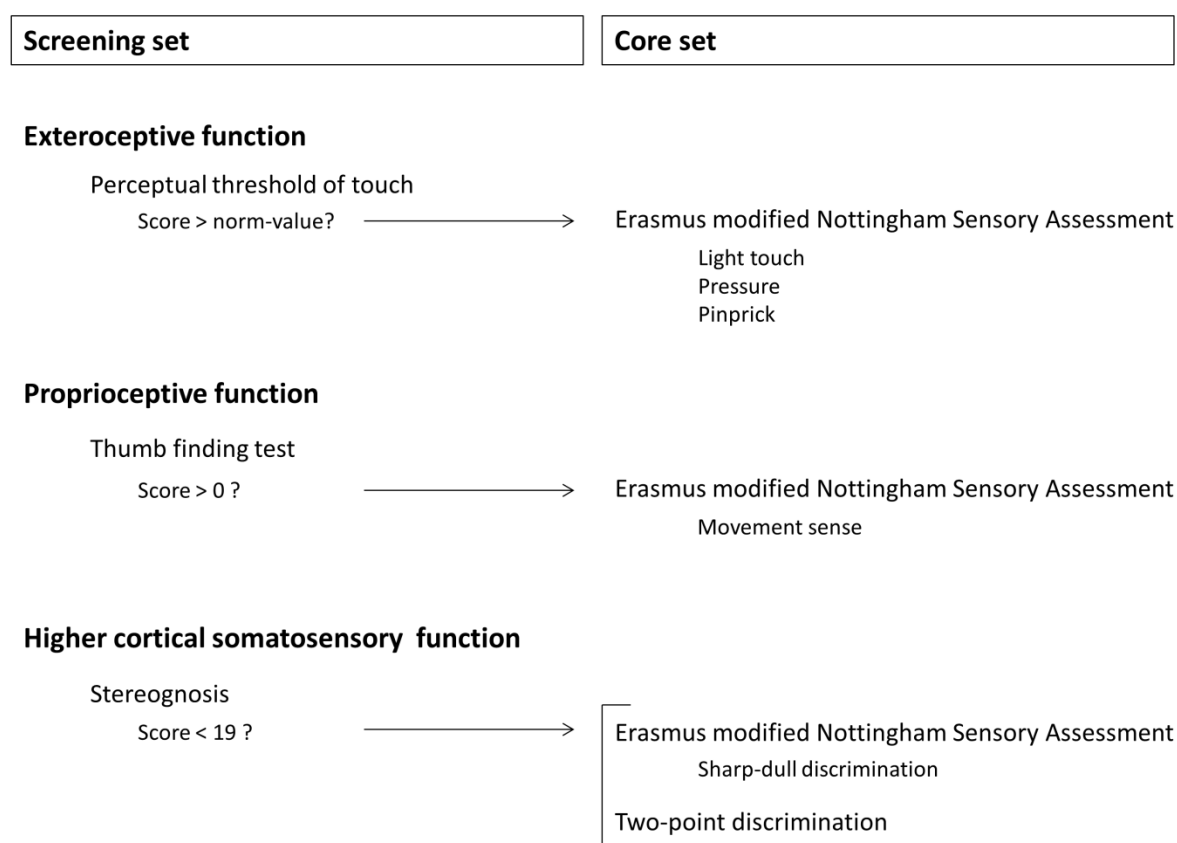 Screening set
Core set
Exteroceptive function
Perceptual threshold of touch
Score > norm-value?
Erasmus modified Nottingham Sensory Assessment
Light touch
Pressure
Pinprick
Proprioceptive function
Thumb finding test
Score > 0 ?
Erasmus modified Nottingham Sensory Assessment
Movement sense
Higher cortical somatosensory  function
Stereognosis
Score < 19 ?
Erasmus modified Nottingham Sensory Assessment
Sharp-dull discrimination
Two-point discrimination